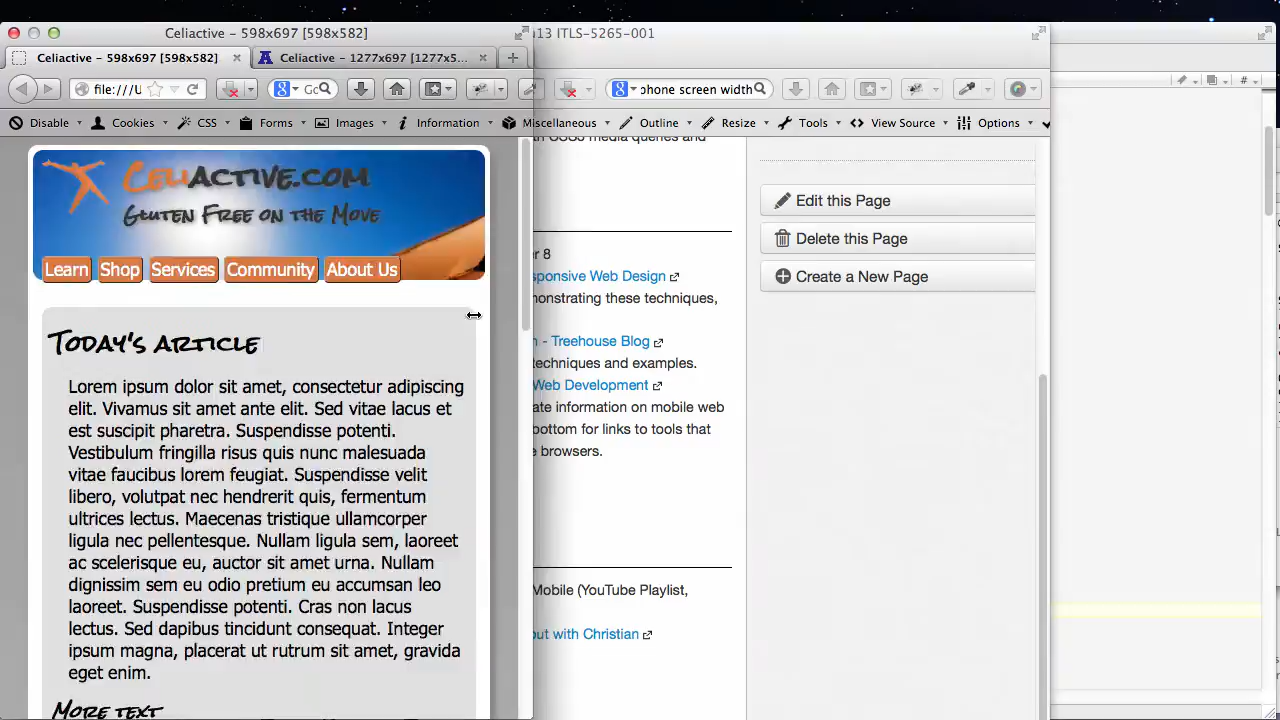 Celiactive - 598x697 [598x582]
u13 ITLS-5265-001
Celiactive - 598x697 [598x582]
Celiactive - 1277x697 [1277x5...
file:///U
Go
phone screen width
Disable
Cookies
CSS
Forms
Images
Information
Miscellaneous
Outline
Resize
Tools
View Source
Options
CeliActive.com
Gluten Free on the Move
Learn
Shop
Services
Community
About Us
Today's article
Lorem ipsum dolor sit amet, consectetur adipiscing
elit. Vivamus sit amet ante elit. Sed vitae lacus et
est suscipit pharetra. Suspendisse potenti.
Vestibulum fringilla risus quis nunc malesuada
vitae faucibus lorem feugiat. Suspendisse velit
libero, volutpat nec hendrerit quis, fermentum
ultrices lectus. Maecenas tristique ullamcorper
ligula nec pellentesque. Nullam ligula sem, laoreet
ac scelerisque eu, auctor sit amet urna. Nullam
dignissim sem eu odio pretium eu accumsan leo
laoreet. Suspendisse potenti. Cras non lacus
lectus. Sed dapibus tincidunt consequat. Integer
ipsum magna, placerat ut rutrum sit amet, gravida
eget enim.
More text
CSS3 media queries and
er 8
sponsive Web Design
monstrating these techniques,
n - Treehouse Blog
techniques and examples.
Web Development
ate information on mobile web
bottom for links to tools that
e browsers.
Mobile (YouTube Playlist,
out with Christian
Edit this Page
Delete this Page
Create a New Page
#